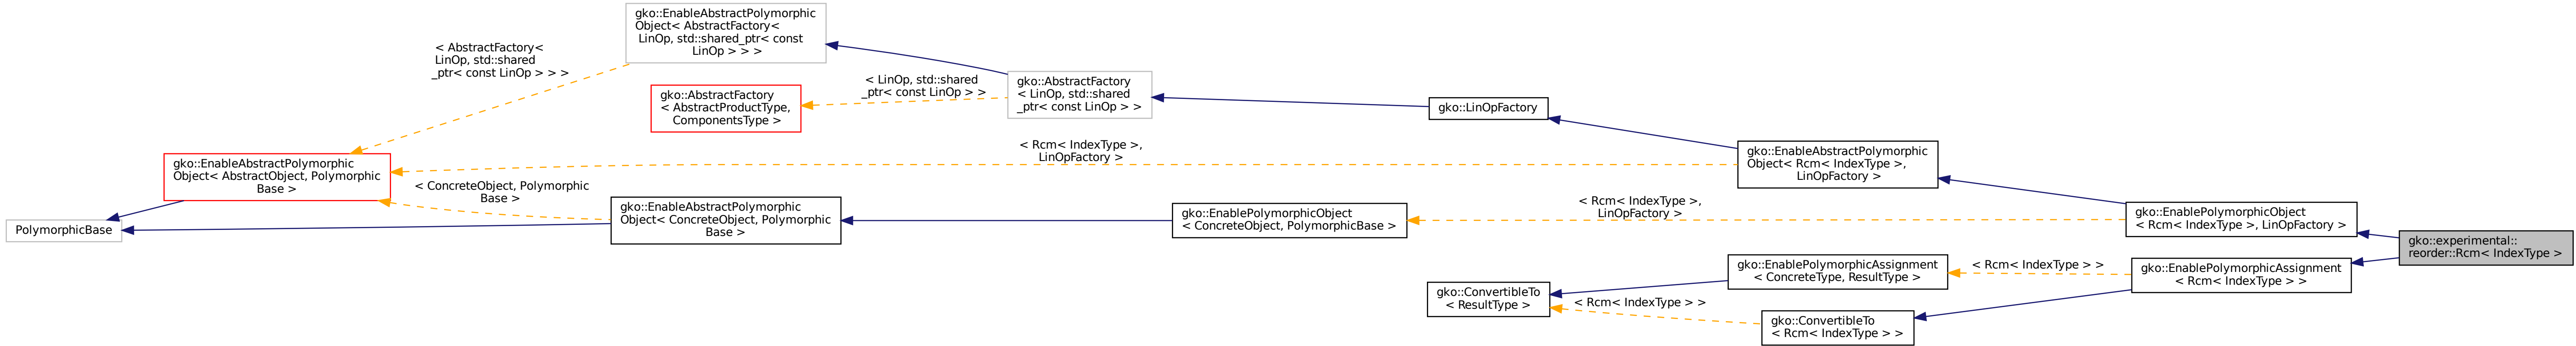 gko::EnableAbstractPolymorphic
Object< AbstractFactory<
LinOp, std::shared_ptr< const
LinOp > > >
< AbstractFactory<
LinOp, std::shared
_ptr< const LinOp > > >
gko::AbstractFactory
< AbstractProductType,
ComponentsType >
< LinOp, std::shared
_ptr< const LinOp > >
gko::AbstractFactory
< LinOp, std::shared
_ptr< const LinOp > >
gko::LinOpFactory
gko::EnableAbstractPolymorphic
Object< AbstractObject, Polymorphic
Base >
< Rcm< IndexType >,
LinOpFactory >
gko::EnableAbstractPolymorphic
Object< Rcm< IndexType >,
LinOpFactory >
PolymorphicBase
< ConcreteObject, Polymorphic
Base >
gko::EnableAbstractPolymorphic
Object< ConcreteObject, Polymorphic
Base >
gko::EnablePolymorphicObject
< ConcreteObject, PolymorphicBase >
< Rcm< IndexType >,
LinOpFactory >
gko::EnablePolymorphicObject
< Rcm< IndexType >, LinOpFactory >
gko::experimental::
reorder::Rcm< IndexType >
gko::EnablePolymorphicAssignment
< ConcreteType, ResultType >
< Rcm< IndexType > >
gko::EnablePolymorphicAssignment
< Rcm< IndexType > >
gko::ConvertibleTo
< ResultType >
< Rcm< IndexType > >
gko::ConvertibleTo
< Rcm< IndexType > >